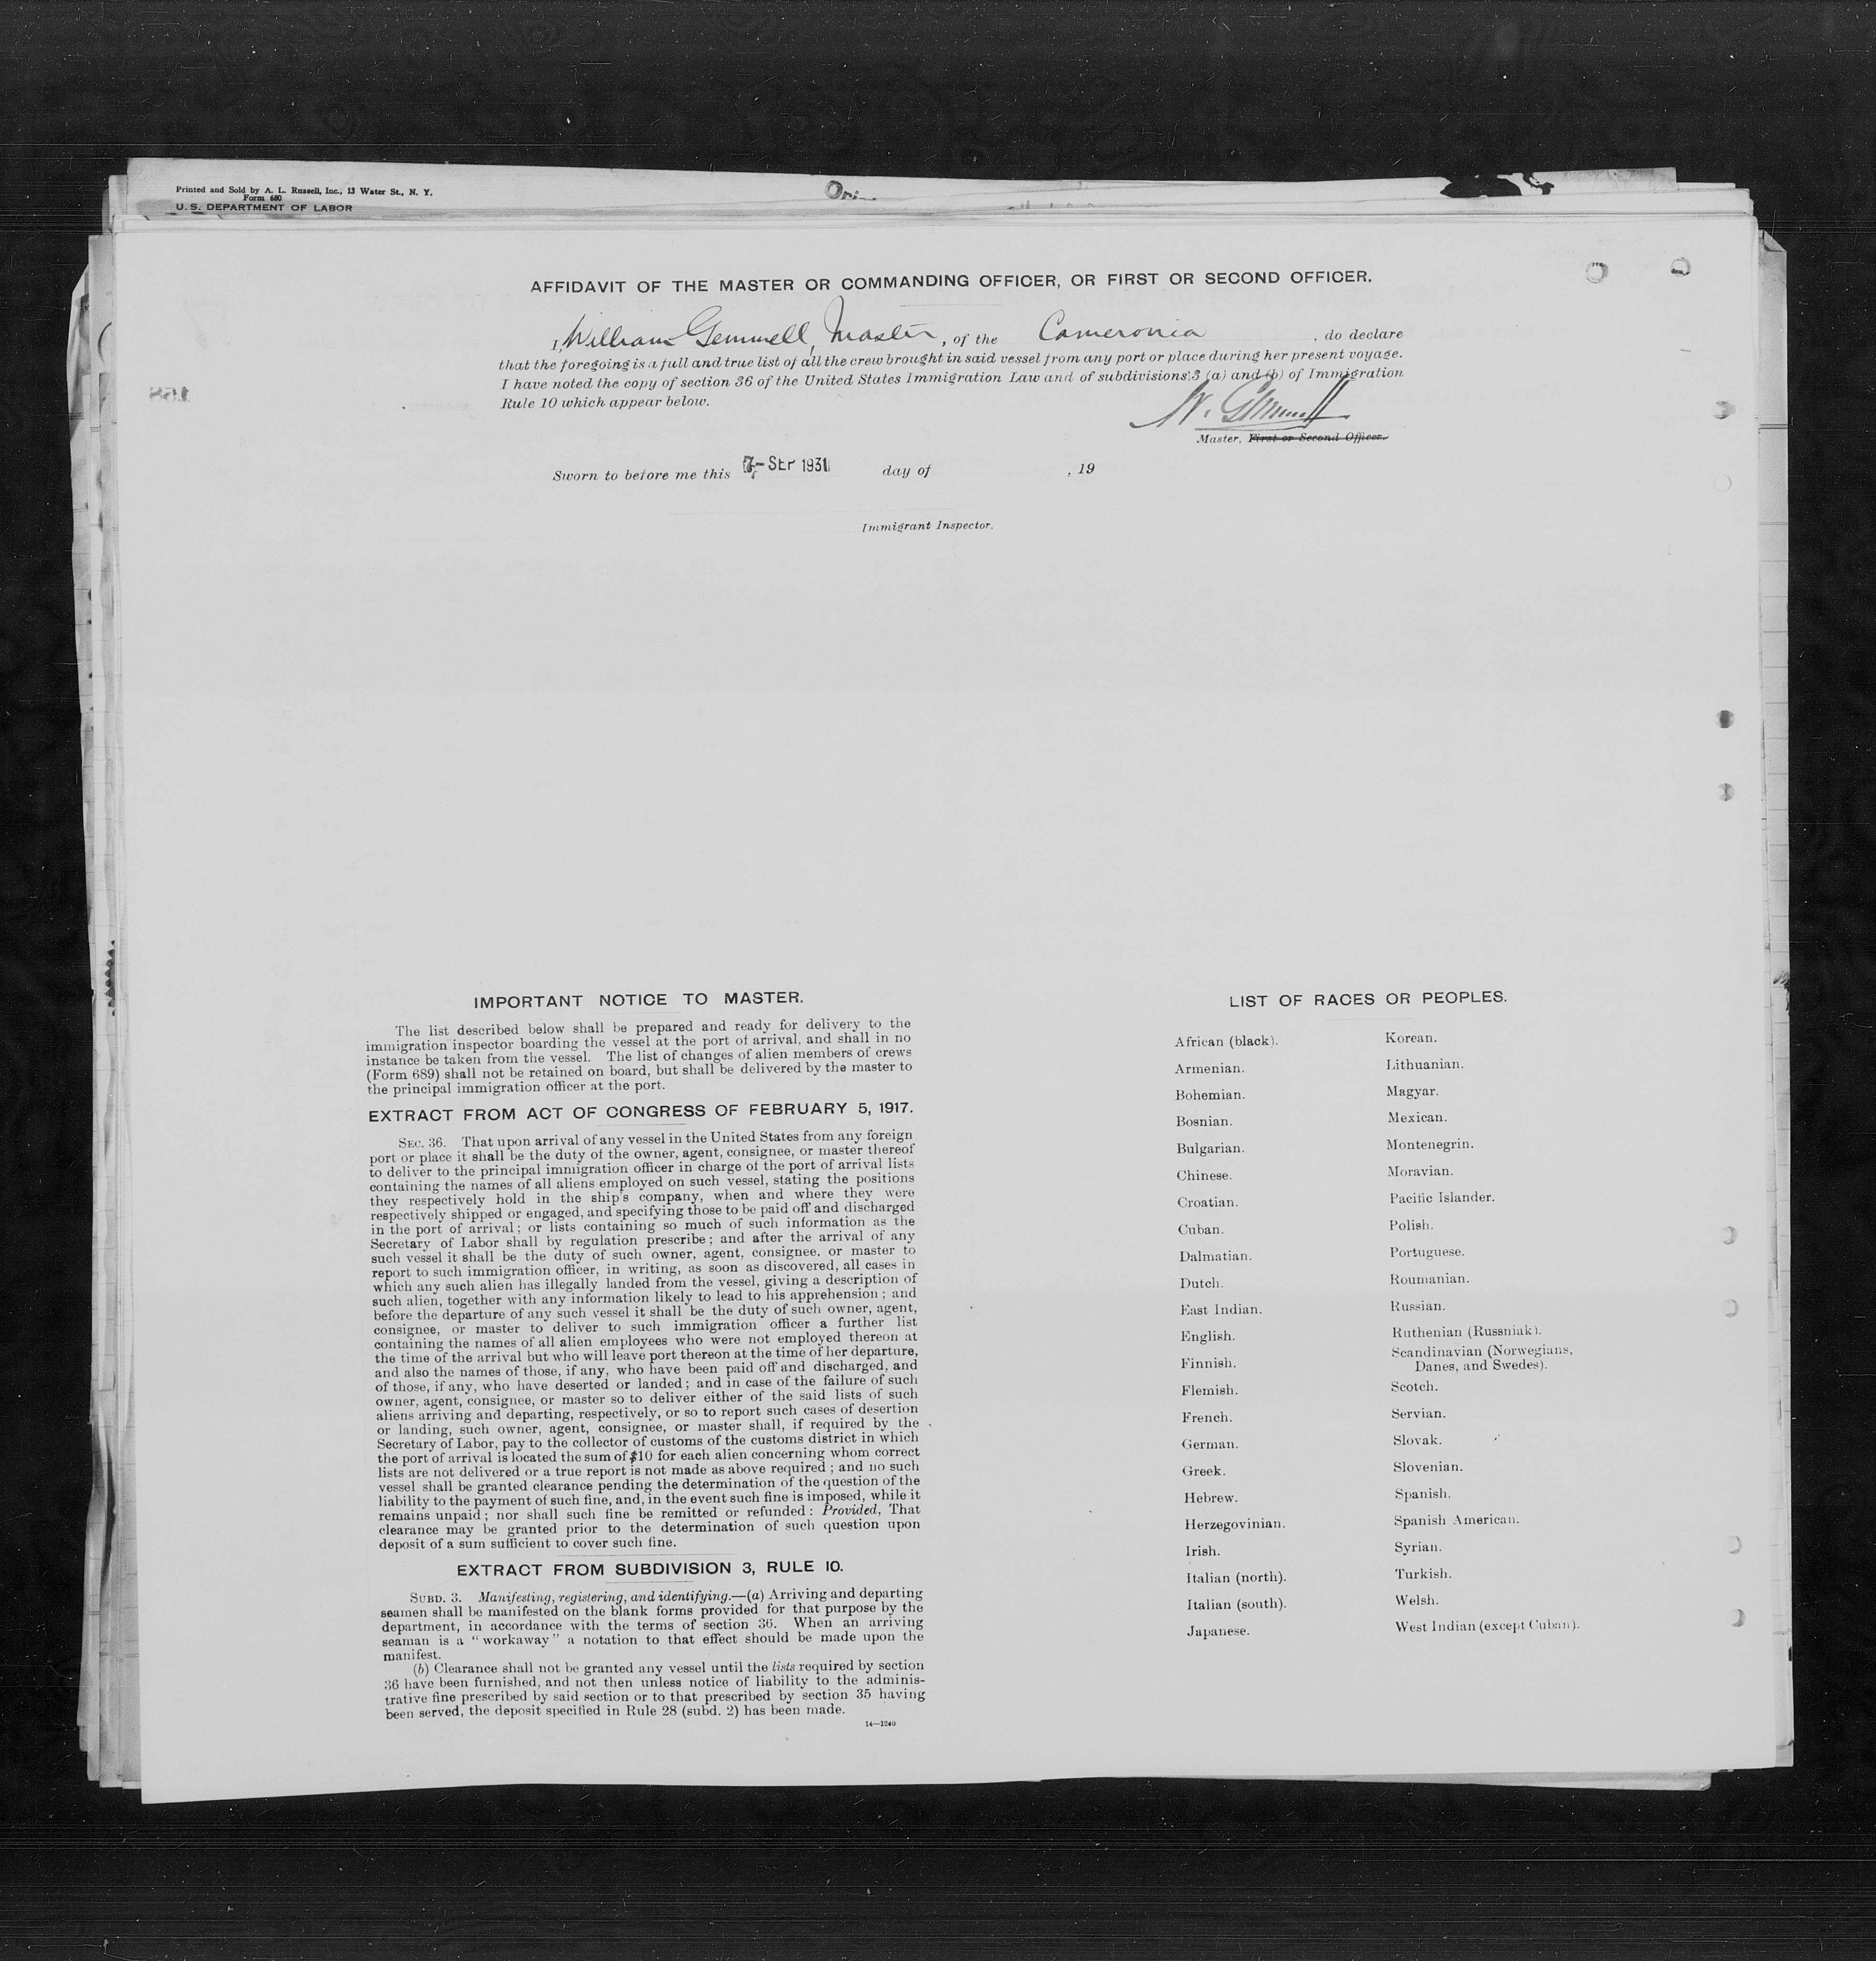 Printed and Sold by A. L. Russell, Inc., 13 Water St., N. Y.
Form 680
U. S. DEPARTMENT OF LABOR
AFFIDAVIT OF THE MASTER OR COMMANDING OFFICER, OR FIRST OR SECOND OFFICER.
I, William Gemmell, Master, of the Cameronia, do declare
that the foregoing is a full and true list of all the crew brought in said vessel from any port or place during her present voyage.
I have noted the copy of section 36 of the United States Immigration Law and of subdivisions 3 (a) and (b) of Immigration
Rule 10 which appear below.
W. Gemmell
Master, First or Second Officer.
Sworn to before me this 7 - SEP 1931 day of , 19
Immigrant Inspector.
168
IMPORTANT NOTICE TO MASTER.
The list described below shall be prepared and ready for delivery to the
immigration inspector boarding the vessel at the port of arrival, and shall in no
instance be taken from the vessel. The list of changes of alien members of crews
(Form 689) shall not be retained on board, but shall be delivered by the master to
the principal immigration officer at the port.
EXTRACT FROM ACT OF CONGRESS OF FEBRUARY 5, 1917.
SEC. 36. That upon arrival of any vessel in the United States from any foreign
port or place it shall be the duty of the owner, agent, consignee, or master thereof
to deliver to the principal immigration officer in charge of the port of arrival lists
containing the names of all aliens employed on such vessel, stating the positions
they respectively hold in the ship's company, when and where they were
respectively shipped or engaged, and specifying those to be paid off and discharged
in the port of arrival; or lists containing so much of such information as the
Secretary of Labor shall by regulation prescribe; and after the arrival of any
such vessel it shall be the duty of such owner, agent, consignee, or master to
report to such immigration officer, in writing, as soon as discovered, all cases in
which any such alien has illegally landed from the vessel, giving a description of
such alien, together with any information likely to lead to his apprehension; and
before the departure of any such vessel it shall be the duty of such owner, agent,
consignee, or master to deliver to such immigration officer a further list
containing the names of all alien employees who were not employed thereon at
the time of the arrival but who will leave port thereon at the time of her departure,
and also the names of those, if any, who have been paid off and discharged, and
of those, if any, who have deserted or landed; and in case of the failure of such
owner, agent, consignee, or master so to deliver either of the said lists of such
aliens arriving and departing, respectively, or so to report such cases of desertion
or landing, such owner, agent, consignee, or master shall, if required by the
Secretary of Labor, pay to the collector of customs of the customs district in which
the port of arrival is located the sum of $10 for each alien concerning whom correct
lists are not delivered or a true report is not made as above required; and no such
vessel shall be granted clearance pending the determination of the question of the
liability to the payment of such fine, and, in the event such fine is imposed, while it
remains unpaid; nor shall such fine be remitted or refunded: Provided, That
clearance may be granted prior to the determination of such question upon
deposit of a sum sufficient to cover such fine.
EXTRACT FROM SUBDIVISION 3, RULE 10.
SUBD. 3. Manifesting, registering, and identifying.—(a) Arriving and departing
seamen shall be manifested on the blank forms provided for that purpose by the
department, in accordance with the terms of section 36. When an arriving
seaman is a "workaway" a notation to that effect should be made upon the
manifest.
(b) Clearance shall not be granted any vessel until the lists required by section
36 have been furnished, and not then unless notice of liability to the adminis-
trative fine prescribed by said section or to that prescribed by section 35 having
been served, the deposit specified in Rule 28 (subd. 2) has been made.
14—1240
LIST OF RACES OR PEOPLES.
African (black).
Armenian.
Bohemian.
Bosnian.
Bulgarian.
Chinese.
Croatian.
Cuban.
Dalmatian.
Dutch.
East Indian.
English.
Finnish.
Flemish.
French.
German.
Greek.
Hebrew.
Herzegovinian.
Irish.
Italian (north).
Italian (south).
Japanese.
Korean.
Lithuanian.
Magyar.
Mexican.
Montenegrin.
Moravian.
Pacific Islander.
Polish.
Portuguese.
Roumanian.
Russian.
Ruthenian (Russniak).
Scandinavian (Norwegians,
Danes, and Swedes).
Scotch.
Servian.
Slovak.
Slovenian.
Spanish.
Spanish American.
Syrian.
Turkish.
Welsh.
West Indian (except Cuban).